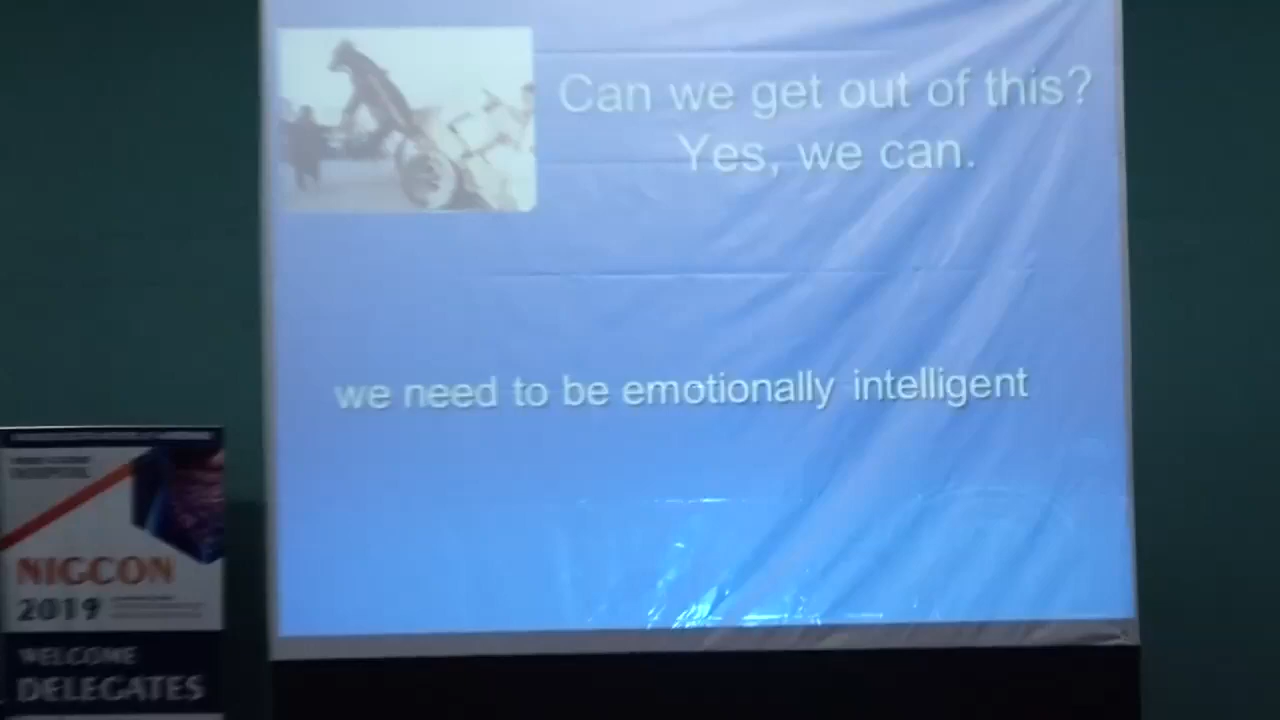 Can we get out of this?
Yes, we can.
we need to be emotionally intelligent
HOSPITAL
NIGCON
2019
WELCOME
DELEGATES